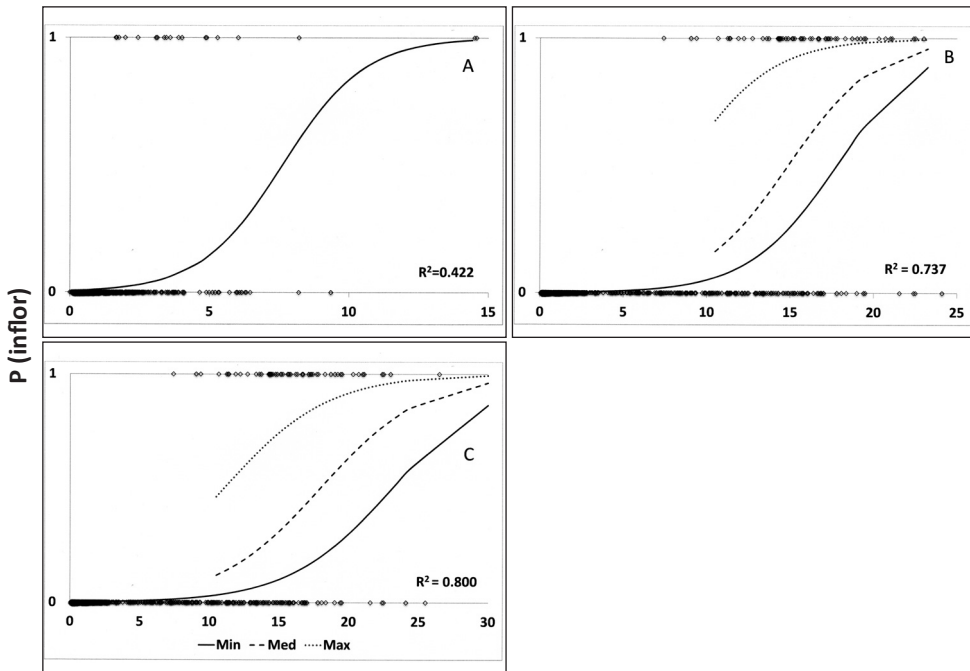 P (inflor)
1
A
R²=0.422
0
0 5 10 15
1
B
R² = 0.737
0
0 5 10 15 20 25
1
C
R² = 0.800
0
0 5 10 15 20 25 30
Min Med Max